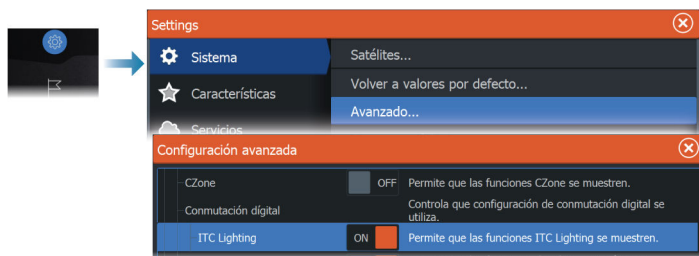 Settings
Sistema
Características
Servicios
Satélites...
Volver a valores por defecto...
Avanzado...
Configuración avanzada
CZone OFF Permite que las funciones CZone se muestren.
Conmutación dígital Controla que configuración de conmutación digital se
utiliza.
ITC Lighting ON Permite que las funciones ITC Lighting se muestren.